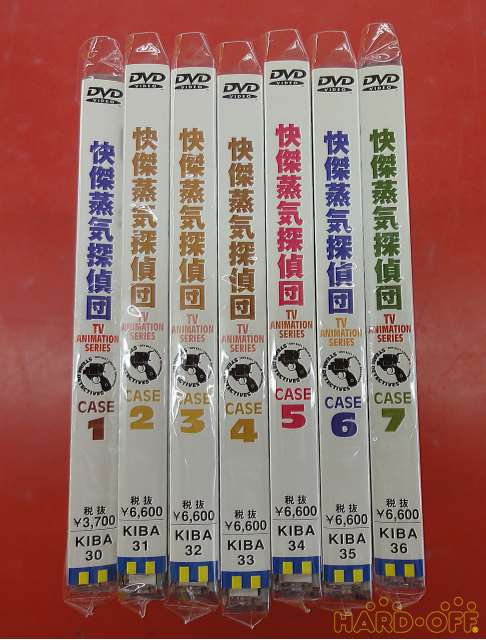 DVD
VIDEO
快傑蒸気探偵団
TV
ANIMATION
SERIES
CASE
1
税抜
¥3,700
KIBA
30
DVD
VIDEO
快傑蒸気探偵団
TV
ANIMATION
SERIES
CASE
2
税抜
¥6,600
KIBA
31
DVD
VIDEO
快傑蒸気探偵団
TV
ANIMATION
SERIES
CASE
3
税抜
¥6,600
KIBA
32
DVD
VIDEO
快傑蒸気探偵団
TV
ANIMATION
SERIES
CASE
4
税抜
¥6,600
KIBA
33
DVD
VIDEO
快傑蒸気探偵団
TV
ANIMATION
SERIES
CASE
5
税抜
¥6,600
KIBA
34
DVD
VIDEO
快傑蒸気探偵団
TV
ANIMATION
SERIES
CASE
6
税抜
¥6,600
KIBA
35
DVD
VIDEO
快傑蒸気探偵団
TV
ANIMATION
SERIES
CASE
7
税抜
¥6,600
KIBA
36
HARD-OFF